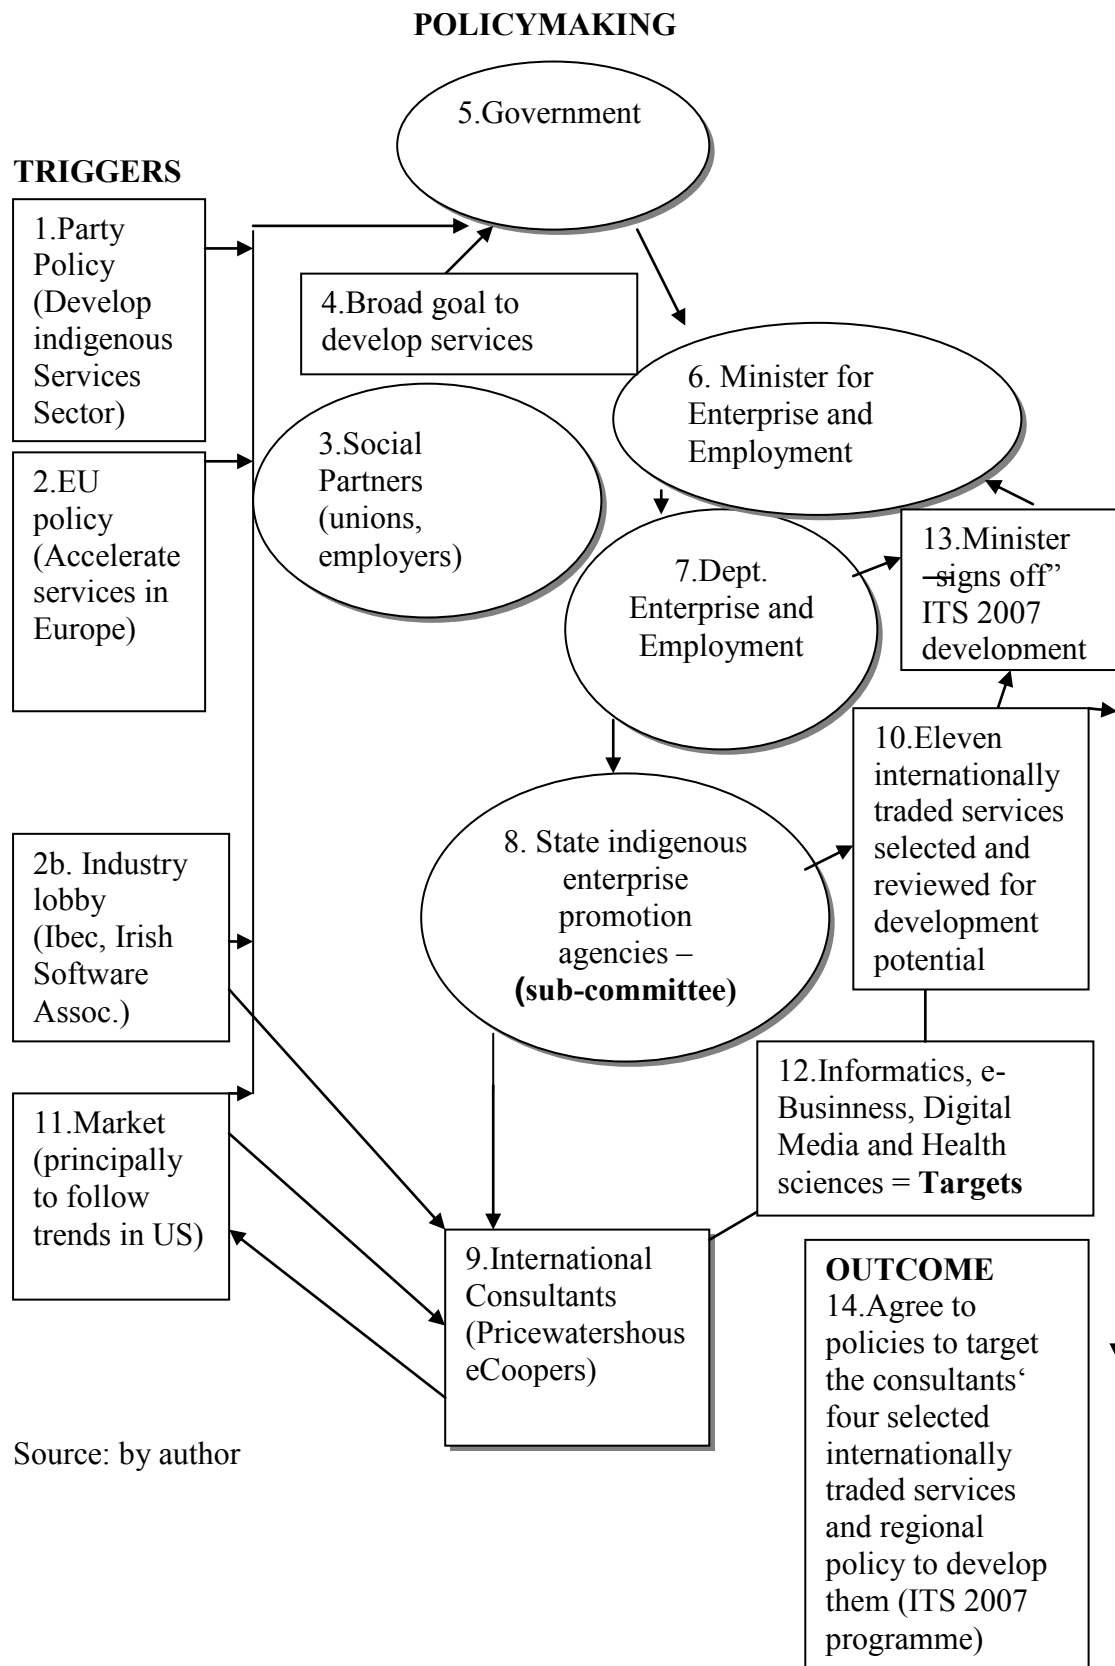 POLICYMAKING
5.Government
TRIGGERS
1.Party
Policy
(Develop
indigenous
Services
Sector)
4.Broad goal to
develop services
6. Minister for
Enterprise and
Employment
3.Social
Partners
(unions,
employers)
2.EU
policy
(Accelerate
services in
Europe)
7.Dept.
Enterprise and
Employment
13.Minister
―signs off”
ITS 2007
development
10.Eleven
internationally
traded services
selected and
reviewed for
development
potential
2b. Industry
lobby
(Ibec, Irish
Software
Assoc.)
8. State indigenous
enterprise
promotion
agencies –
(sub-committee)
12.Informatics, e-
Businness, Digital
Media and Health
sciences = Targets
11.Market
(principally
to follow
trends in US)
9.International
Consultants
(Pricewatershous
eCoopers)
OUTCOME
14.Agree to
policies to target
the consultants‘
four selected
internationally
traded services
and regional
policy to develop
them (ITS 2007
programme)
Source: by author